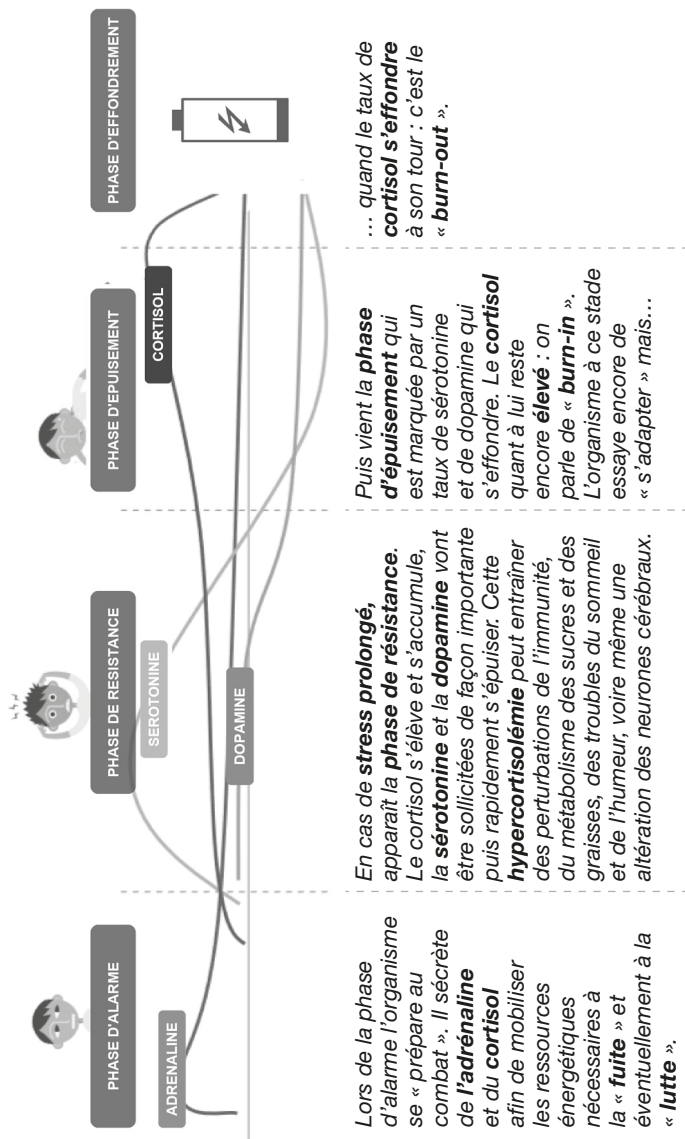 PHASE D'ALARME
PHASE DE RESISTANCE
PHASE D'EPUISEMENT
PHASE D'EFFONDREMENT
ADRENALINE
SEROTONINE
DOPAMINE
CORTISOL
Lors de la phase
d'alarme l'organisme
se « prépare au
combat ». Il sécrète
de l'adrénaline
et du cortisol
afin de mobiliser
les ressources
énergétiques
nécessaires à
la « fuite » et
éventuellement à la
« lutte ».
En cas de stress prolongé,
apparaît la phase de résistance.
Le cortisol s'élève et s'accumule,
la sérotonine et la dopamine vont
être sollicitées de façon importante
puis rapidement s'épuiser. Cette
hypercortisolémie peut entraîner
des perturbations de l'immunité,
du métabolisme des sucres et des
graisses, des troubles du sommeil
et de l'humeur, voire même une
altération des neurones cérébraux.
Puis vient la phase
d'épuisement qui
est marquée par un
taux de sérotonine
et de dopamine qui
s'effondre. Le cortisol
quant à lui reste
encore élevé : on
parle de « burn-in ».
L'organisme à ce stade
essaye encore de
« s'adapter » mais…
… quand le taux de
cortisol s'effondre
à son tour : c'est le
« burn-out ».